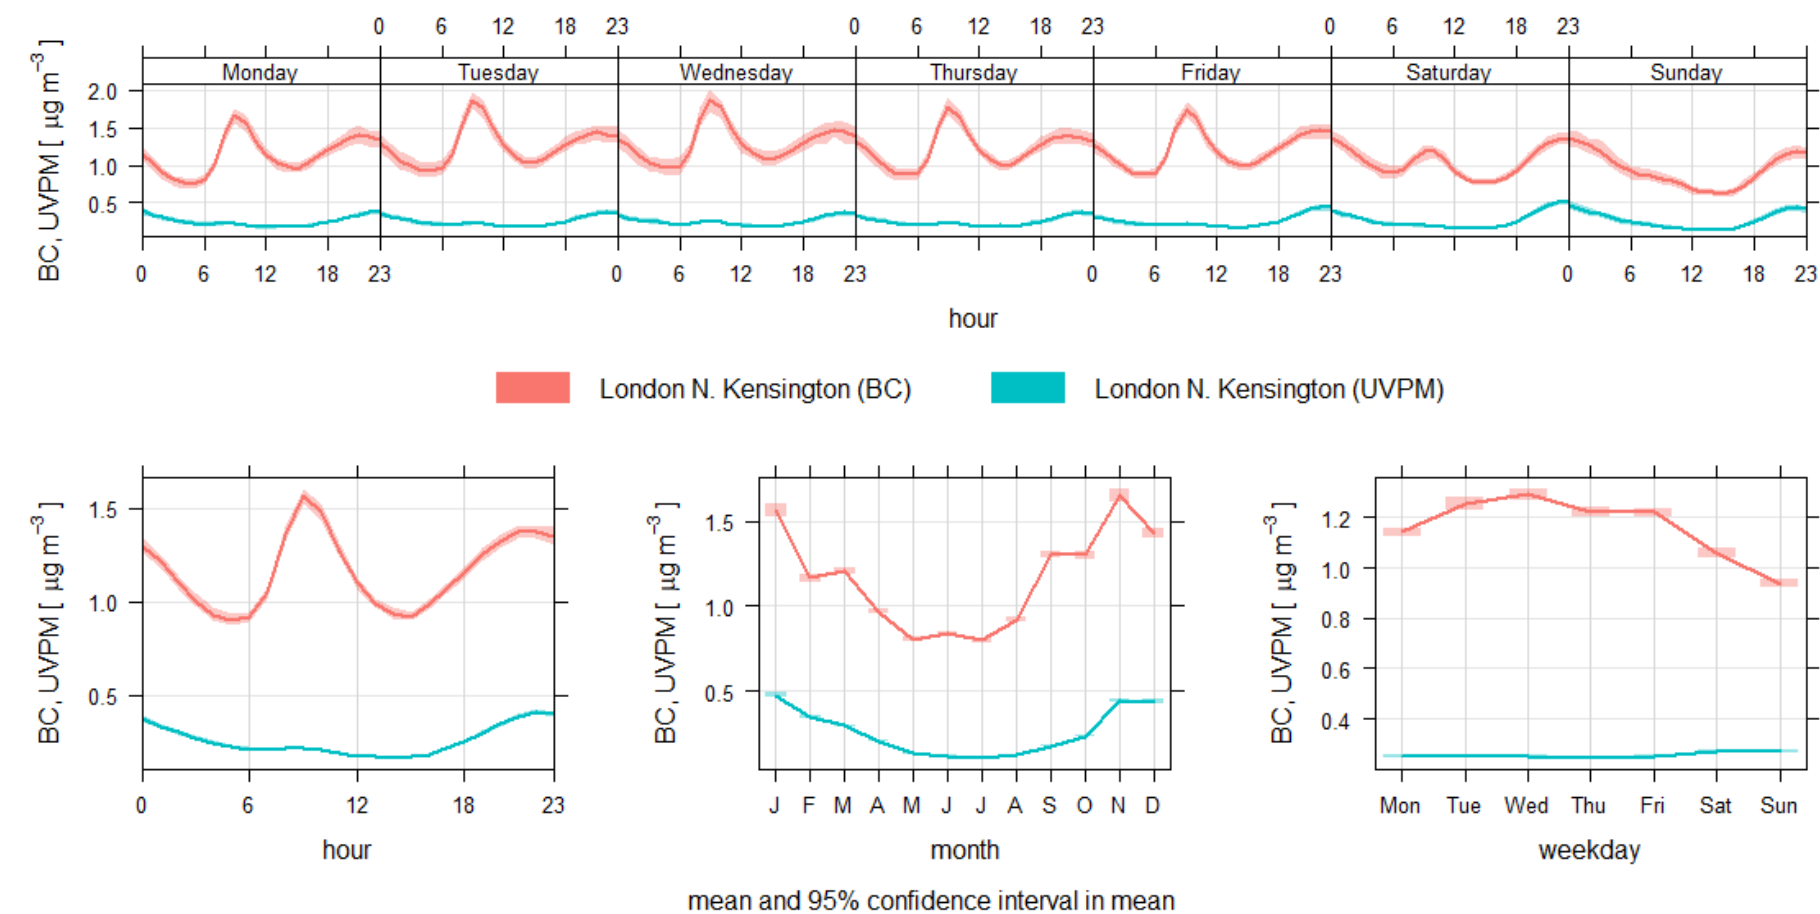 0 6 12 18 23 0 6 12 18 23 0 6 12 18 23
Monday Tuesday Wednesday Thursday Friday Saturday Sunday
BC, UVPM [ μg m⁻³ ]
2.0
1.5
1.0
0.5
0 6 12 18 23 0 6 12 18 23 0 6 12 18 23 0 6 12 18 23
hour
London N. Kensington (BC) London N. Kensington (UVPM)
BC, UVPM [ μg m⁻³ ]
1.5
1.0
0.5
0 6 12 18 23
hour
BC, UVPM [ μg m⁻³ ]
1.5
1.0
0.5
J F M A M J J A S O N D
month
BC, UVPM [ μg m⁻³ ]
1.2
1.0
0.8
0.6
0.4
Mon Tue Wed Thu Fri Sat Sun
weekday
mean and 95% confidence interval in mean